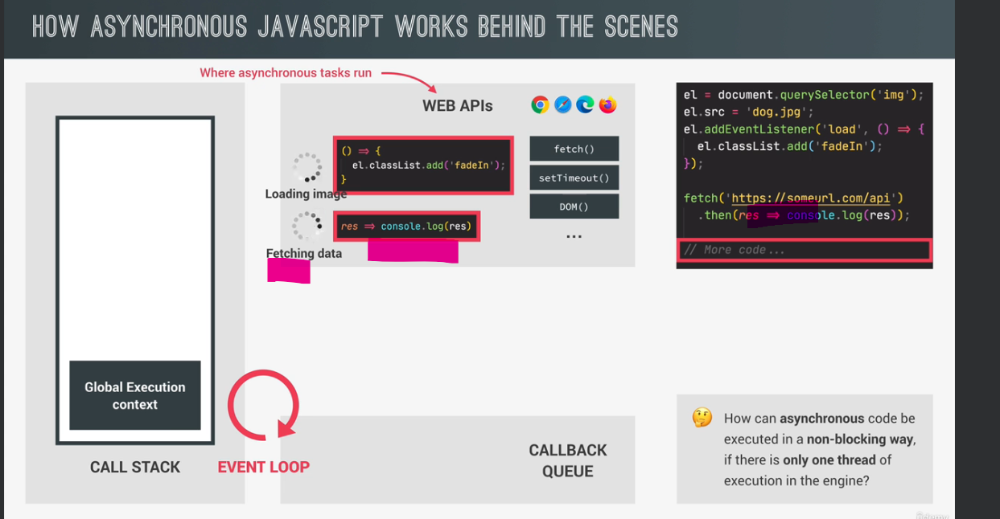 HOW ASYNCHRONOUS JAVASCRIPT WORKS BEHIND THE SCENES
Where asynchronous tasks run
WEB APIs
() => {
el.classList.add('fadeIn');
}
Loading image
res => console.log(res)
Fetching data
fetch()
setTimeout()
DOM()
...
el = document.querySelector('img');
el.src = 'dog.jpg';
el.addEventListener('load', () => {
el.classList.add('fadeIn');
});
fetch('https://someurl.com/api')
.then(res => console.log(res));
// More code...
Global Execution
context
CALL STACK
EVENT LOOP
CALLBACK
QUEUE
How can asynchronous code be
executed in a non-blocking way,
if there is only one thread of
execution in the engine?
Udemy